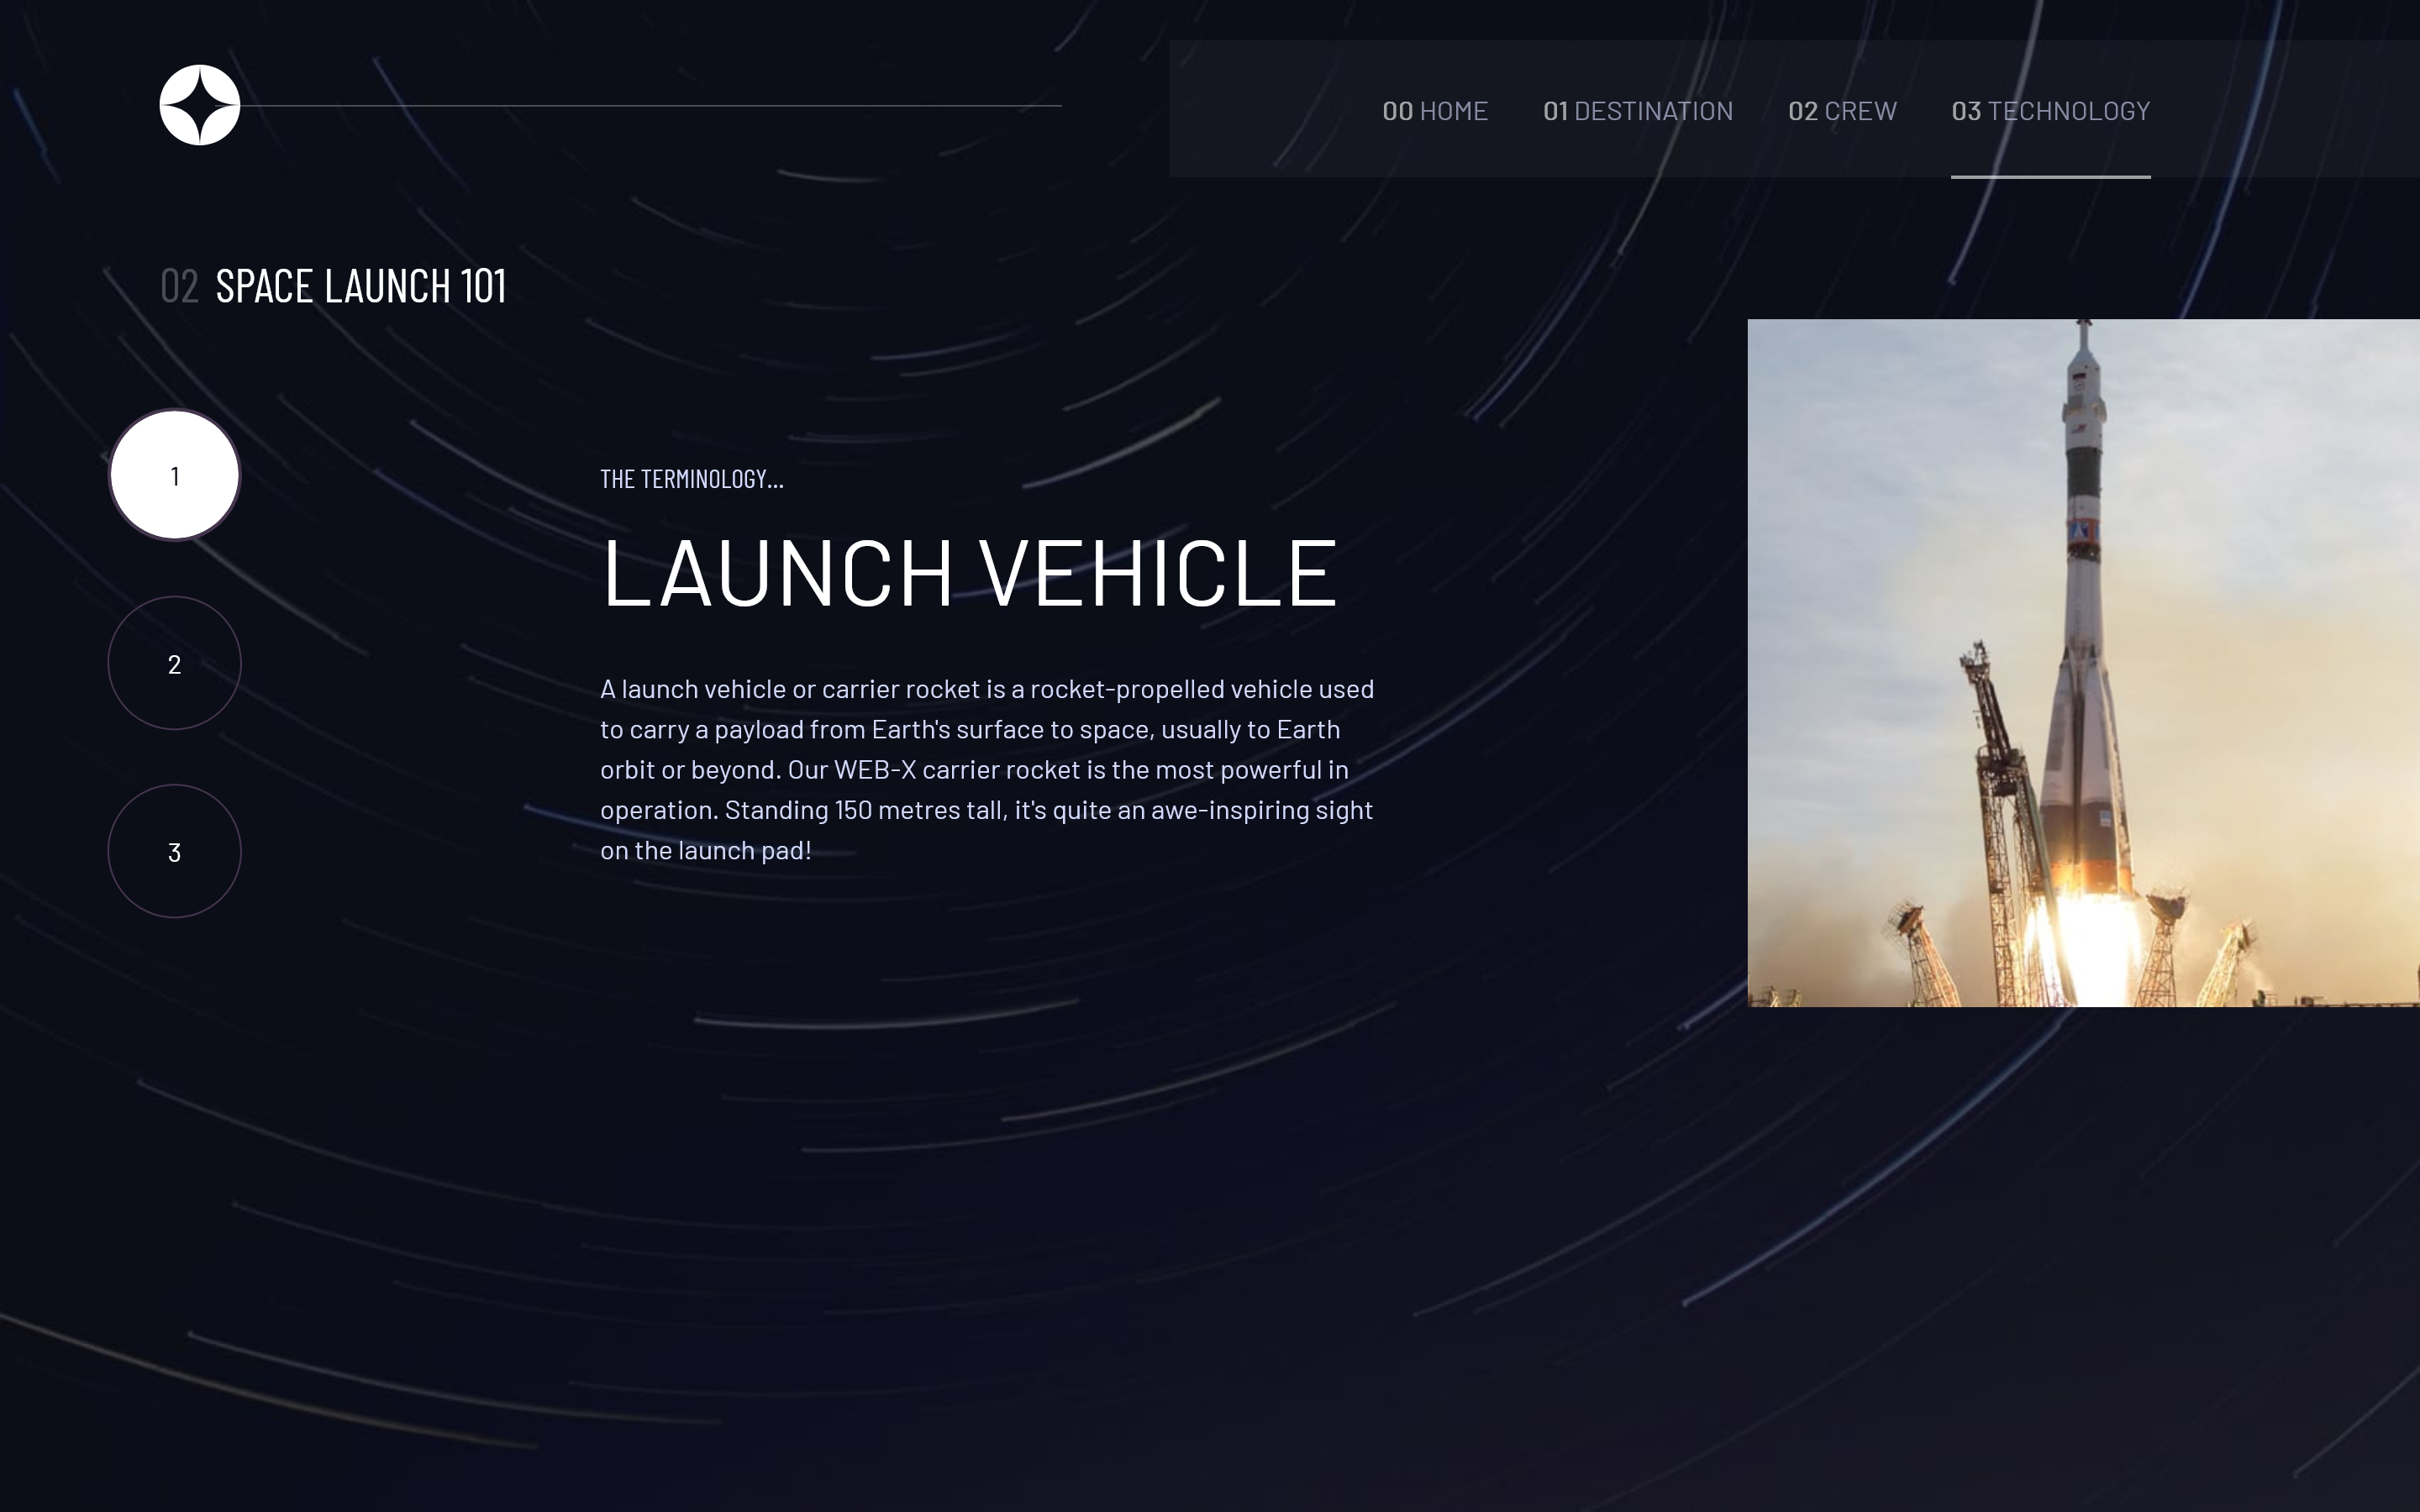 00 HOME 01 DESTINATION 02 CREW 03 TECHNOLOGY
02 SPACE LAUNCH 101
1
2
3
THE TERMINOLOGY...
LAUNCH VEHICLE
A launch vehicle or carrier rocket is a rocket-propelled vehicle used
to carry a payload from Earth's surface to space, usually to Earth
orbit or beyond. Our WEB-X carrier rocket is the most powerful in
operation. Standing 150 metres tall, it's quite an awe-inspiring sight
on the launch pad!